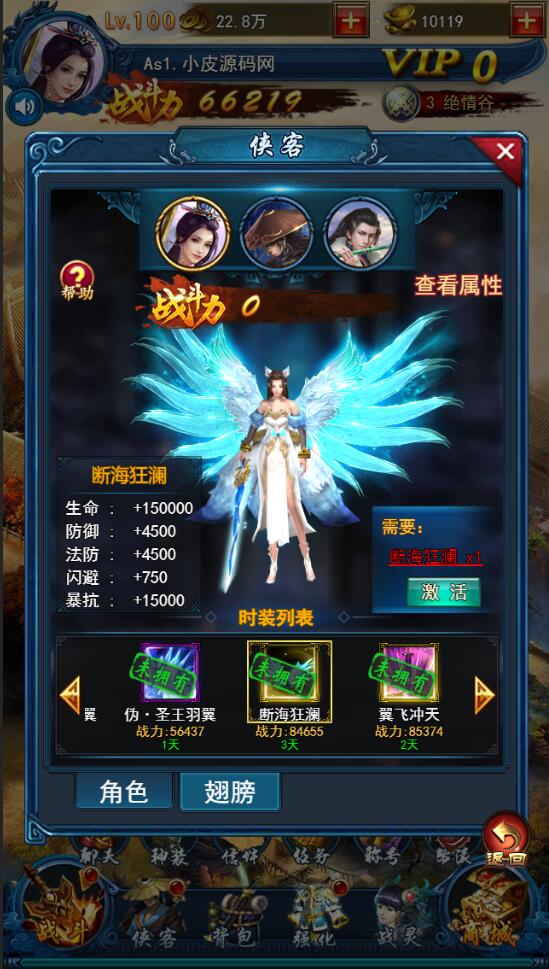 Lv.100 22.8万 10119
As1.小皮源码网 VIP 0
战斗力 66219 3 绝情谷
侠客
帮助
查看属性
战斗力 0
断海狂澜
生命： +150000
防御： +4500
法防： +4500
闪避： +750
暴抗： +15000
需要：
断海狂澜 x1
激活
时装列表
未拥有 未拥有 未拥有
翼 伪·圣王羽翼 断海狂澜 翼飞冲天
战力:56437 战力:84655 战力:85374
1天 3天 2天
角色 翅膀
返回
聊天 神装 任务 称号
战斗 侠客 背包 强化 战灵 商城